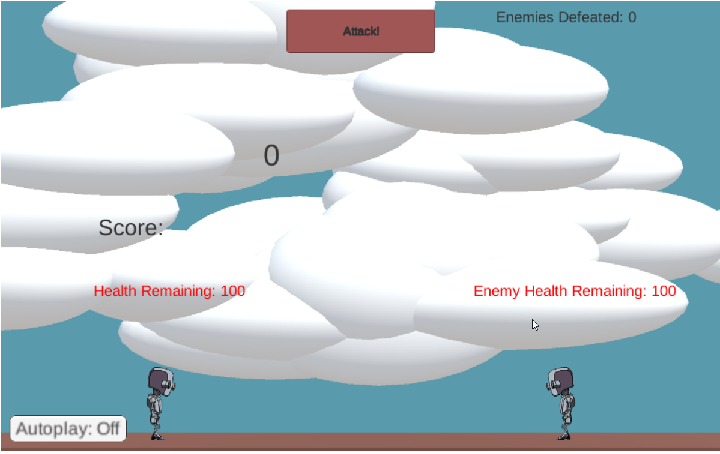 Attack!
Enemies Defeated: 0
0
Score:
Health Remaining: 100
Enemy Health Remaining: 100
Autoplay: Off